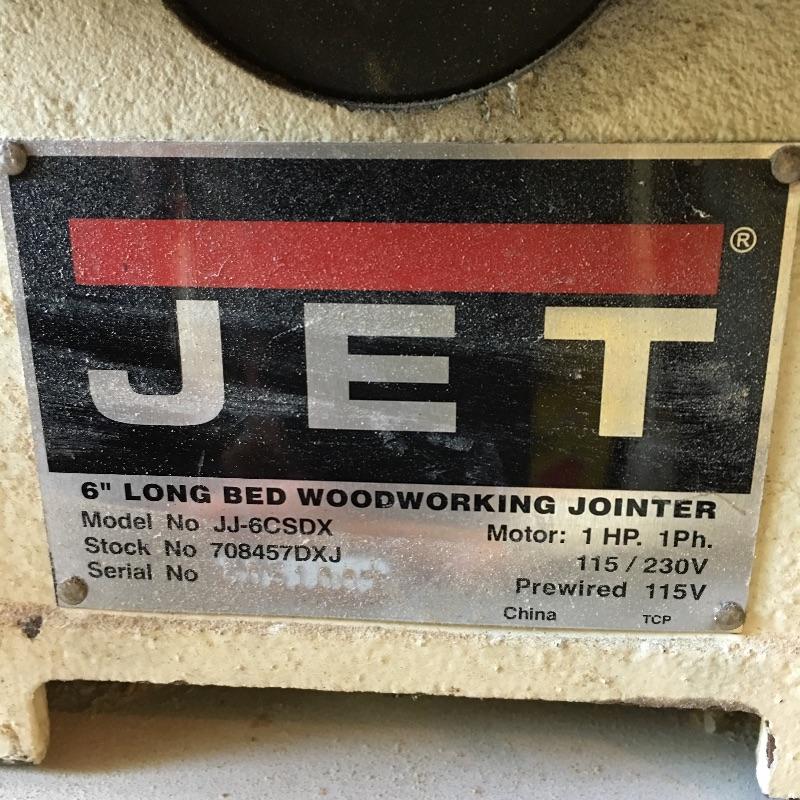 JET®
6" LONG BED WOODWORKING JOINTER
Model No JJ-6CSDX
Stock No 708457DXJ
Serial No
Motor: 1 HP. 1Ph.
115 / 230V
Prewired 115V
China TCP